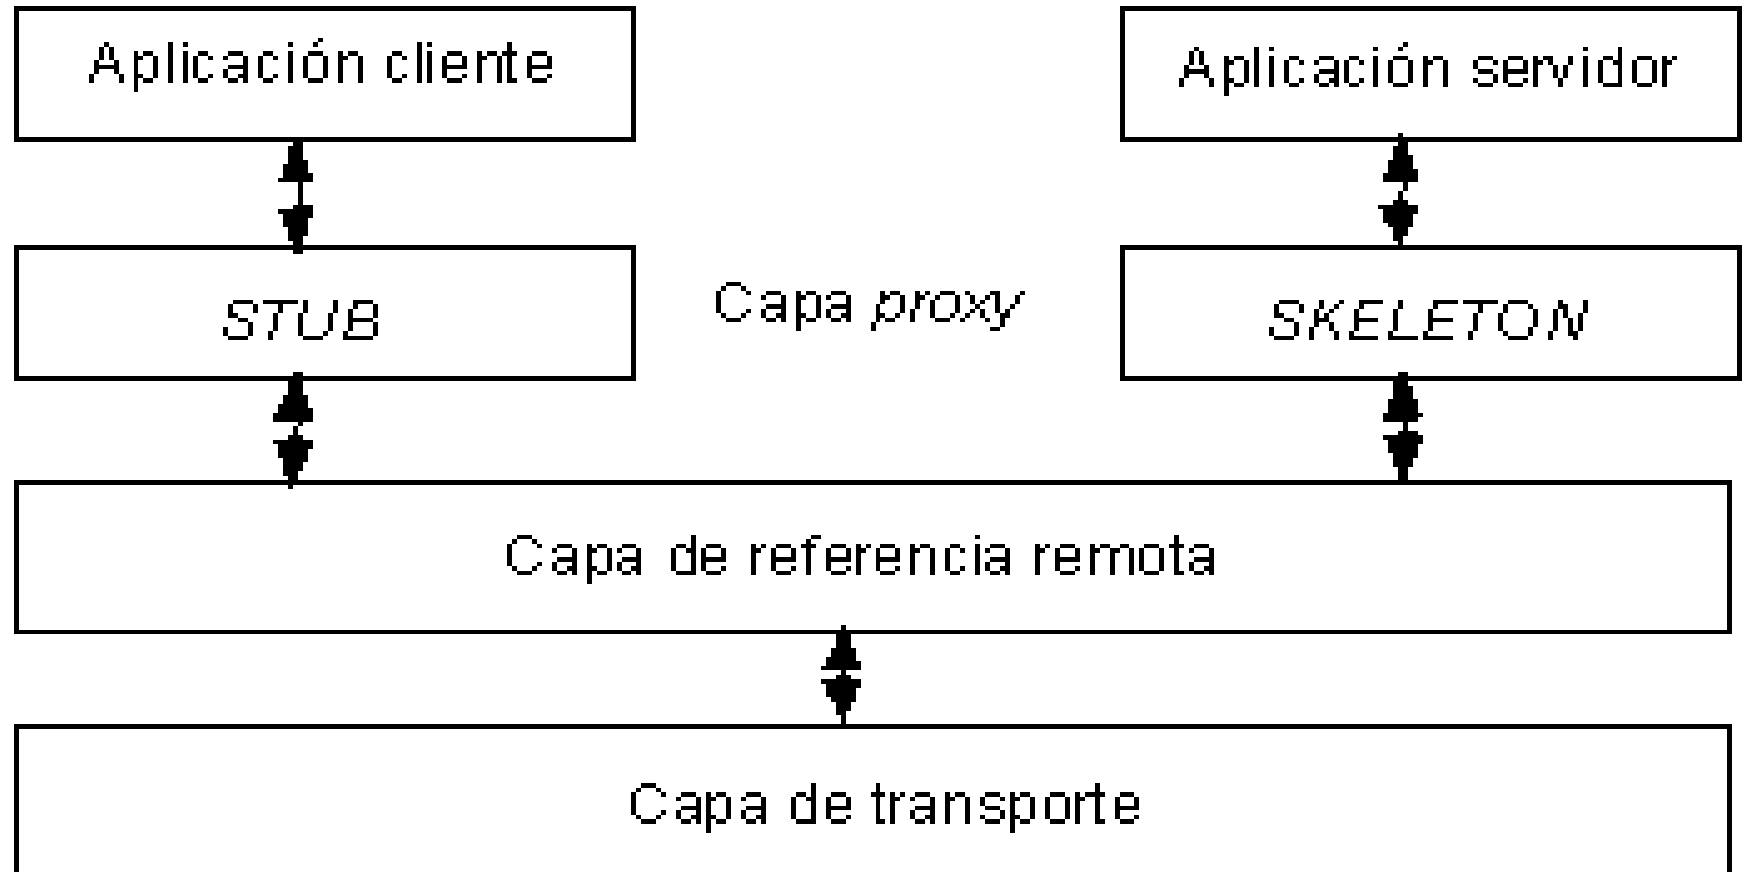 Aplicación cliente
Aplicación servidor
STUB
Capa proxy
SKELETON
Capa de referencia remota
Capa de transporte